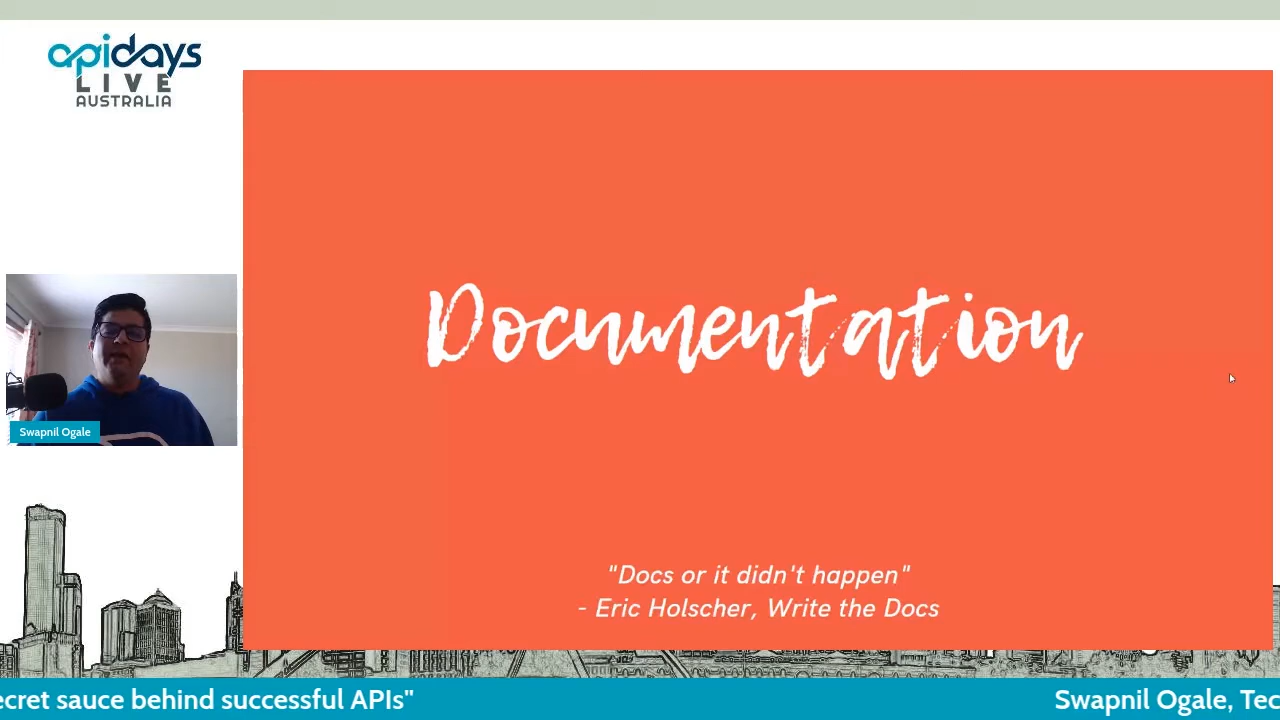 apidays
LIVE
AUSTRALIA
Documentation
Swapnil Ogale
"Docs or it didn't happen"
- Eric Holscher, Write the Docs
ecret sauce behind successful APIs"
Swapnil Ogale, Tec